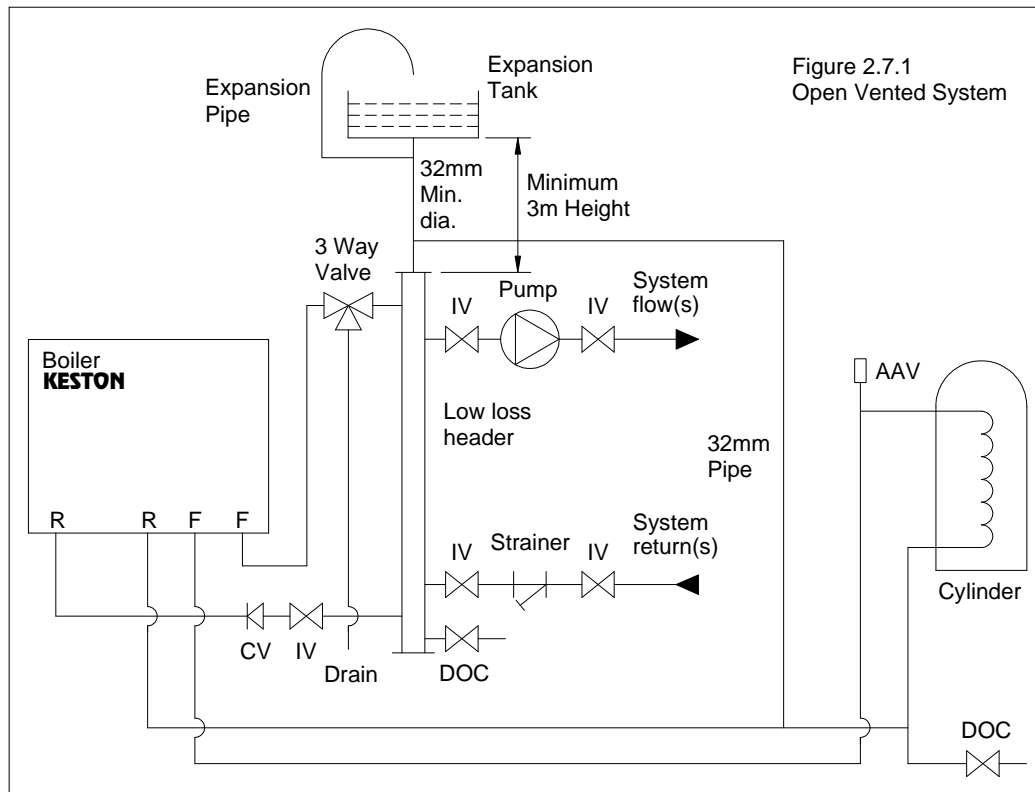 Figure 2.7.1
Open Vented System
Expansion
Tank
Expansion
Pipe
32mm
Min.
dia.
Minimum
3m Height
3 Way
Valve
IV
Pump
IV
System
flow(s)
Boiler
KESTON
AAV
Low loss
header
32mm
Pipe
R
R
F
F
IV
Strainer
IV
System
return(s)
Cylinder
CV
IV
Drain
DOC
DOC